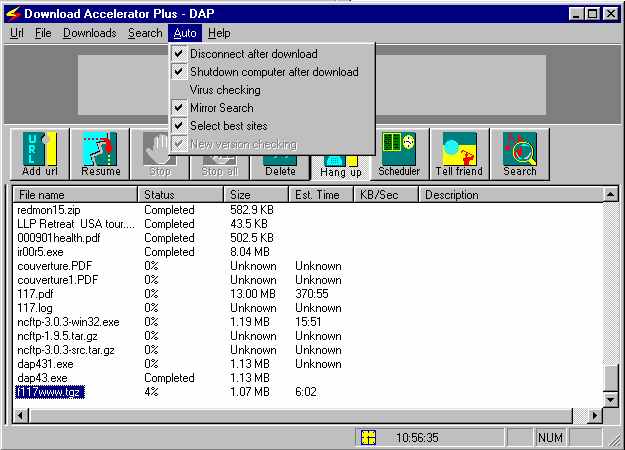 Download Accelerator Plus - DAP
Url File Downloads Search Auto Help
Disconnect after download
Shutdown computer after download
Virus checking
Mirror Search
Select best sites
New version checking
URL
Add url Resume Stop Stop all Delete Hang up Scheduler Tell friend Search
File name Status Size Est. Time KB/Sec Description
redmon15.zip Completed 582.9 KB
LLP Retreat USA tour.... Completed 43.5 KB
000901health.pdf Completed 502.5 KB
ir00r5.exe Completed 8.04 MB
couverture.PDF 0% Unknown Unknown
couverture1.PDF 0% Unknown Unknown
117.pdf 0% 13.00 MB 370:55
117.log 0% Unknown Unknown
ncftp-3.0.3-win32.exe 0% 1.19 MB 15:51
ncftp-1.9.5.tar.gz 0% Unknown Unknown
ncftp-3.0.3-src.tar.gz 0% Unknown Unknown
dap431.exe 0% 1.13 MB Unknown
dap43.exe Completed 1.13 MB
f117www.tgz 4% 1.07 MB 6:02
10:56:35 NUM